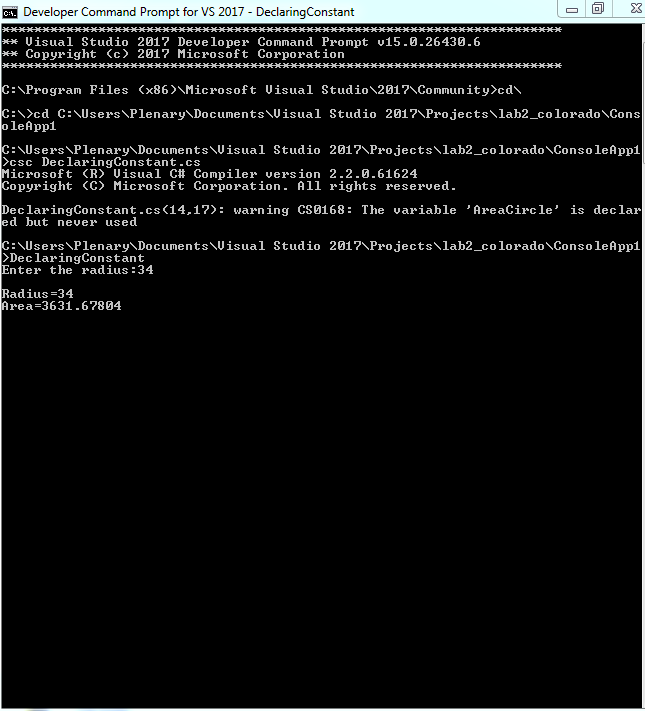 Developer Command Prompt for VS 2017 - DeclaringConstant
**********************************************************************
** Visual Studio 2017 Developer Command Prompt v15.0.26430.6
** Copyright (c) 2017 Microsoft Corporation
**********************************************************************
C:\Program Files (x86)\Microsoft Visual Studio\2017\Community>cd\
C:\>cd C:\Users\Plenary\Documents\Visual Studio 2017\Projects\lab2_colorado\Cons
oleApp1
C:\Users\Plenary\Documents\Visual Studio 2017\Projects\lab2_colorado\ConsoleApp1
>csc DeclaringConstant.cs
Microsoft (R) Visual C# Compiler version 2.2.0.61624
Copyright (C) Microsoft Corporation. All rights reserved.
DeclaringConstant.cs(14,17): warning CS0168: The variable 'AreaCircle' is declar
ed but never used
C:\Users\Plenary\Documents\Visual Studio 2017\Projects\lab2_colorado\ConsoleApp1
>DeclaringConstant
Enter the radius:34
Radius=34
Area=3631.67804